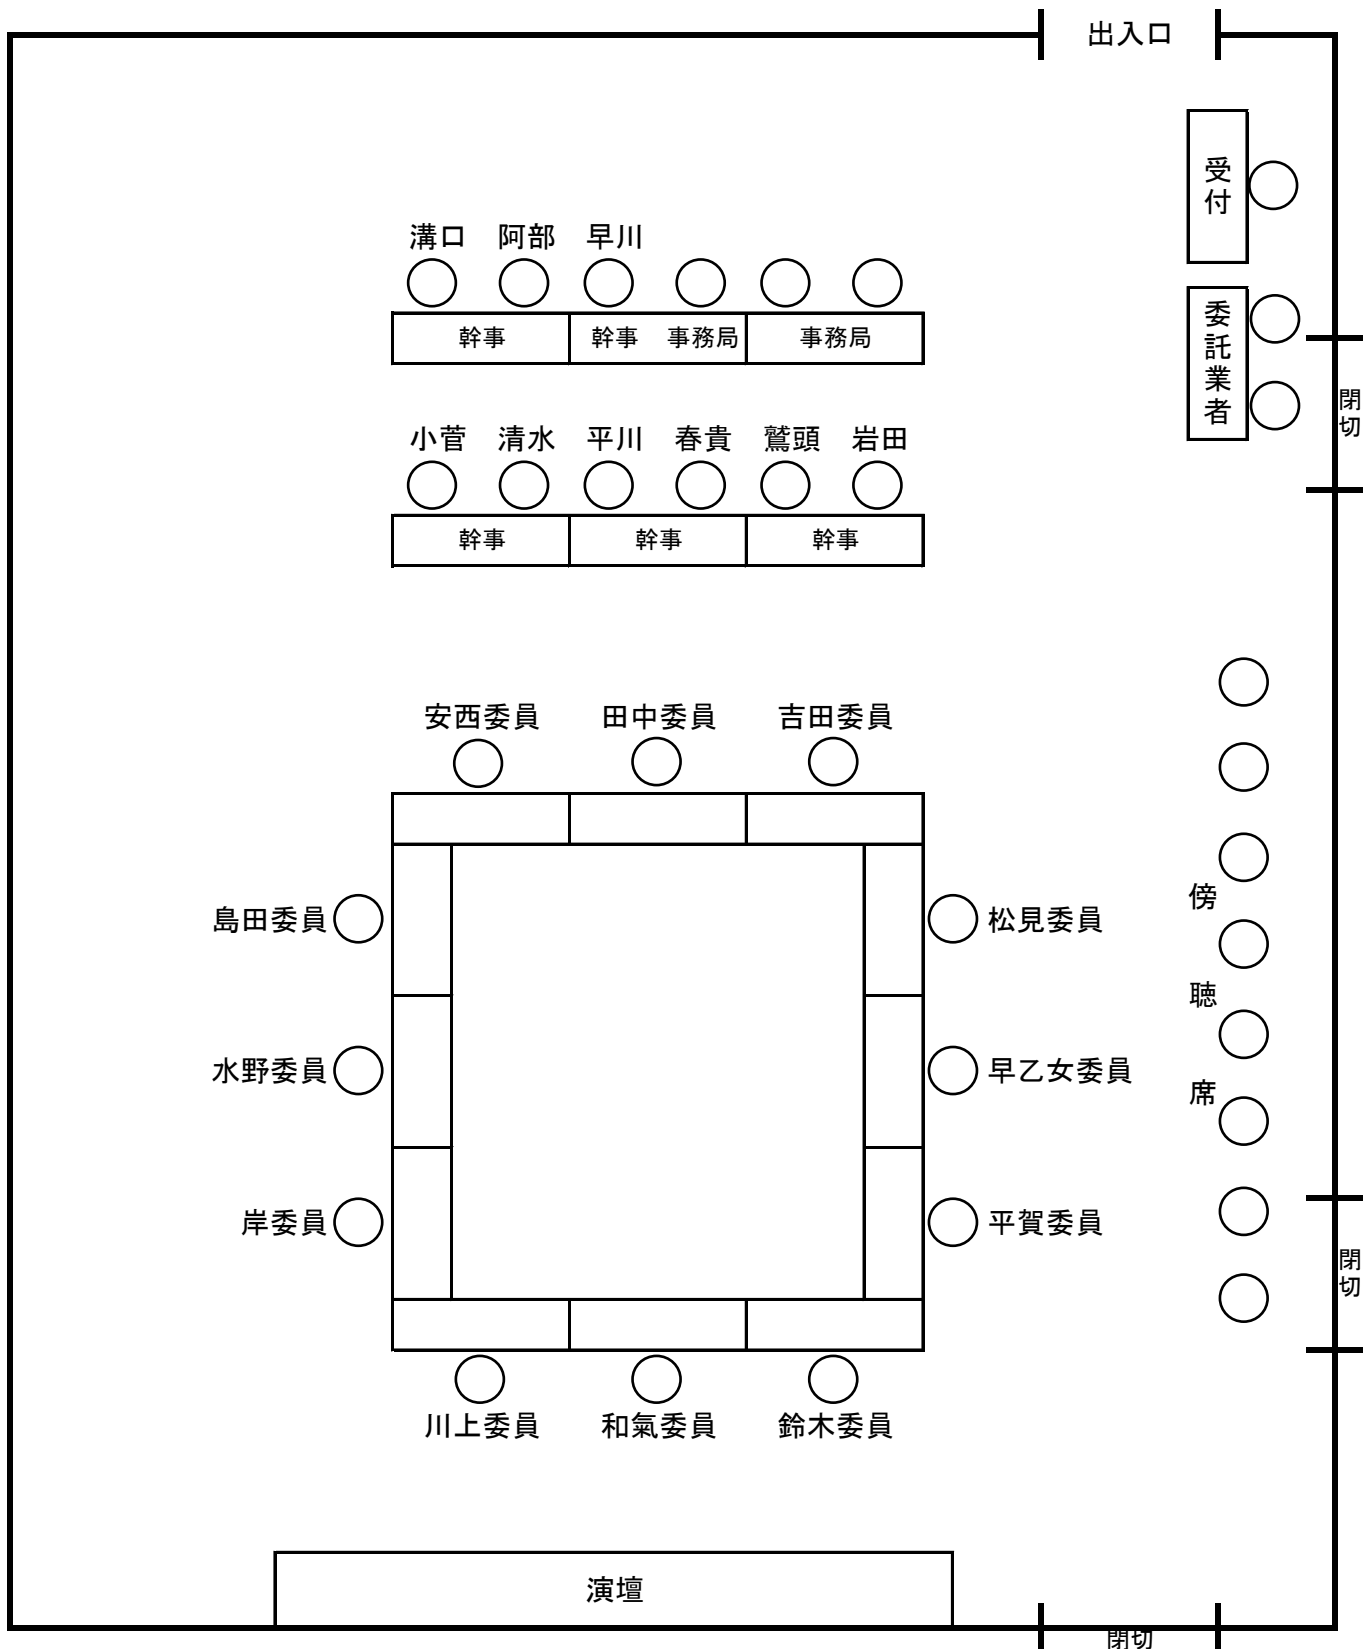 出入口
受付
溝口 阿部 早川
幹事 幹事 事務局 事務局
委託業者
閉切
小菅 清水 平川 春貴 鷲頭 岩田
幹事 幹事 幹事
安西委員 田中委員 吉田委員
島田委員 松見委員
水野委員 早乙女委員
岸委員 平賀委員
傍聴席
閉切
川上委員 和氣委員 鈴木委員
演壇
閉切